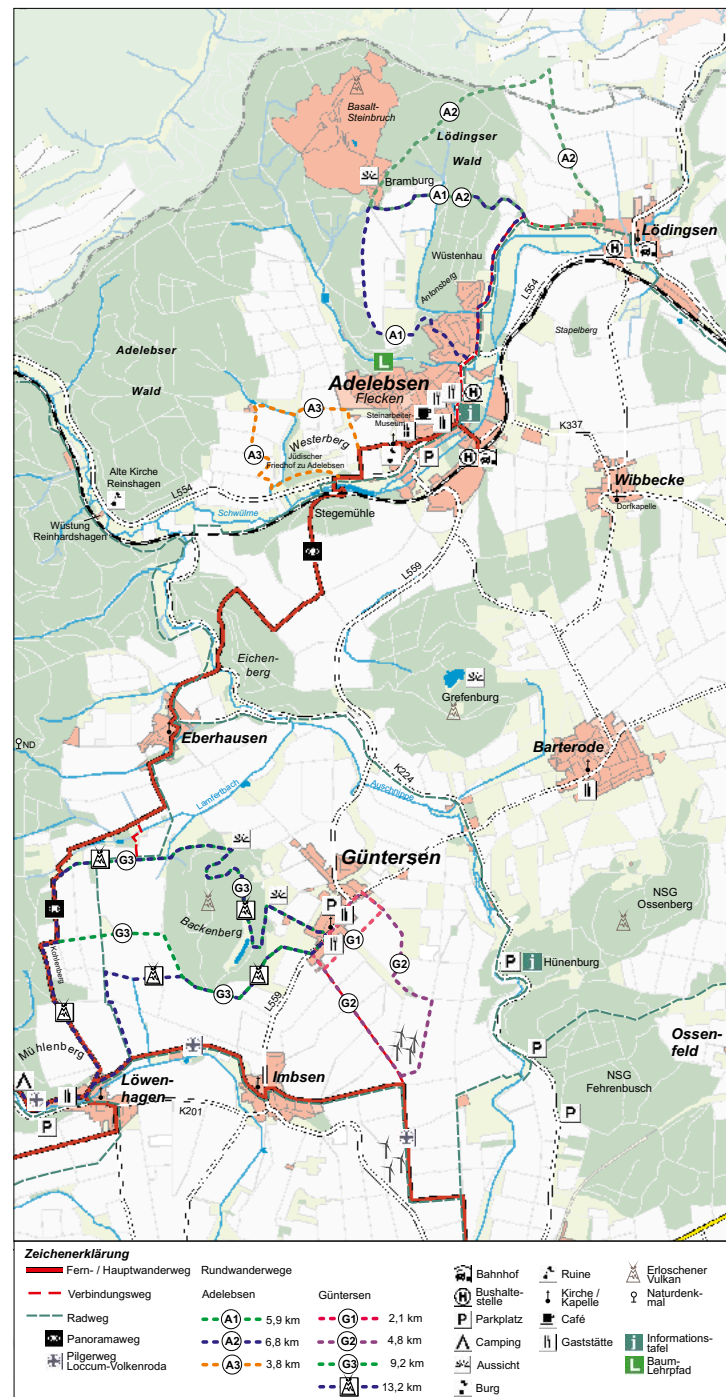 Basalt-
Steinbruch
A2
Lödingser
Wald
A2
Bramburg
A1
A2
Lödingsen
H
Wüstenhau
Antonsberg
L554
Stapelberg
A1
Adelebser
Wald
L
Adelebsen
Flecken
H
A3
Steinarbeiter-
Museum
i
K337
Westerberg
A3
Jüdischer
Friedhof zu Adelebsen
P
H
Alte Kirche
Reinshagen
L554
Wibbecke
Dorfkapelle
Schwülme
Stegemühle
Wüstung
Reinhardshagen
L559
Eichen-
berg
Grefenburg
Eberhausen
ND
Barterode
K224
Lamfertbach
Auschnippe
Güntersen
G3
G3
P
NSG
Ossenberg
Backenberg
G1
G3
G2
Kohlenberg
P
i
Hünenburg
G3
L559
G2
Mühlenberg
Ossen-
feld
P
NSG
Fehrenbusch
Löwen-
hagen
Imbsen
K201
P
P
Zeichenerklärung
Fern- / Hauptwanderweg
Verbindungsweg
Radweg
Panoramaweg
Pilgerweg
Loccum-Volkenroda
Rundwanderwege
Adelebsen
A1 5,9 km
A2 6,8 km
A3 3,8 km
Güntersen
G1 2,1 km
G2 4,8 km
G3 9,2 km
13,2 km
Bahnhof
H Bushalte-
stelle
P Parkplatz
Camping
Aussicht
Burg
Ruine
Kirche /
Kapelle
Café
Gaststätte
Erloschener
Vulkan
Naturdenk-
mal
i Informations-
tafel
L Baum-
Lehrpfad